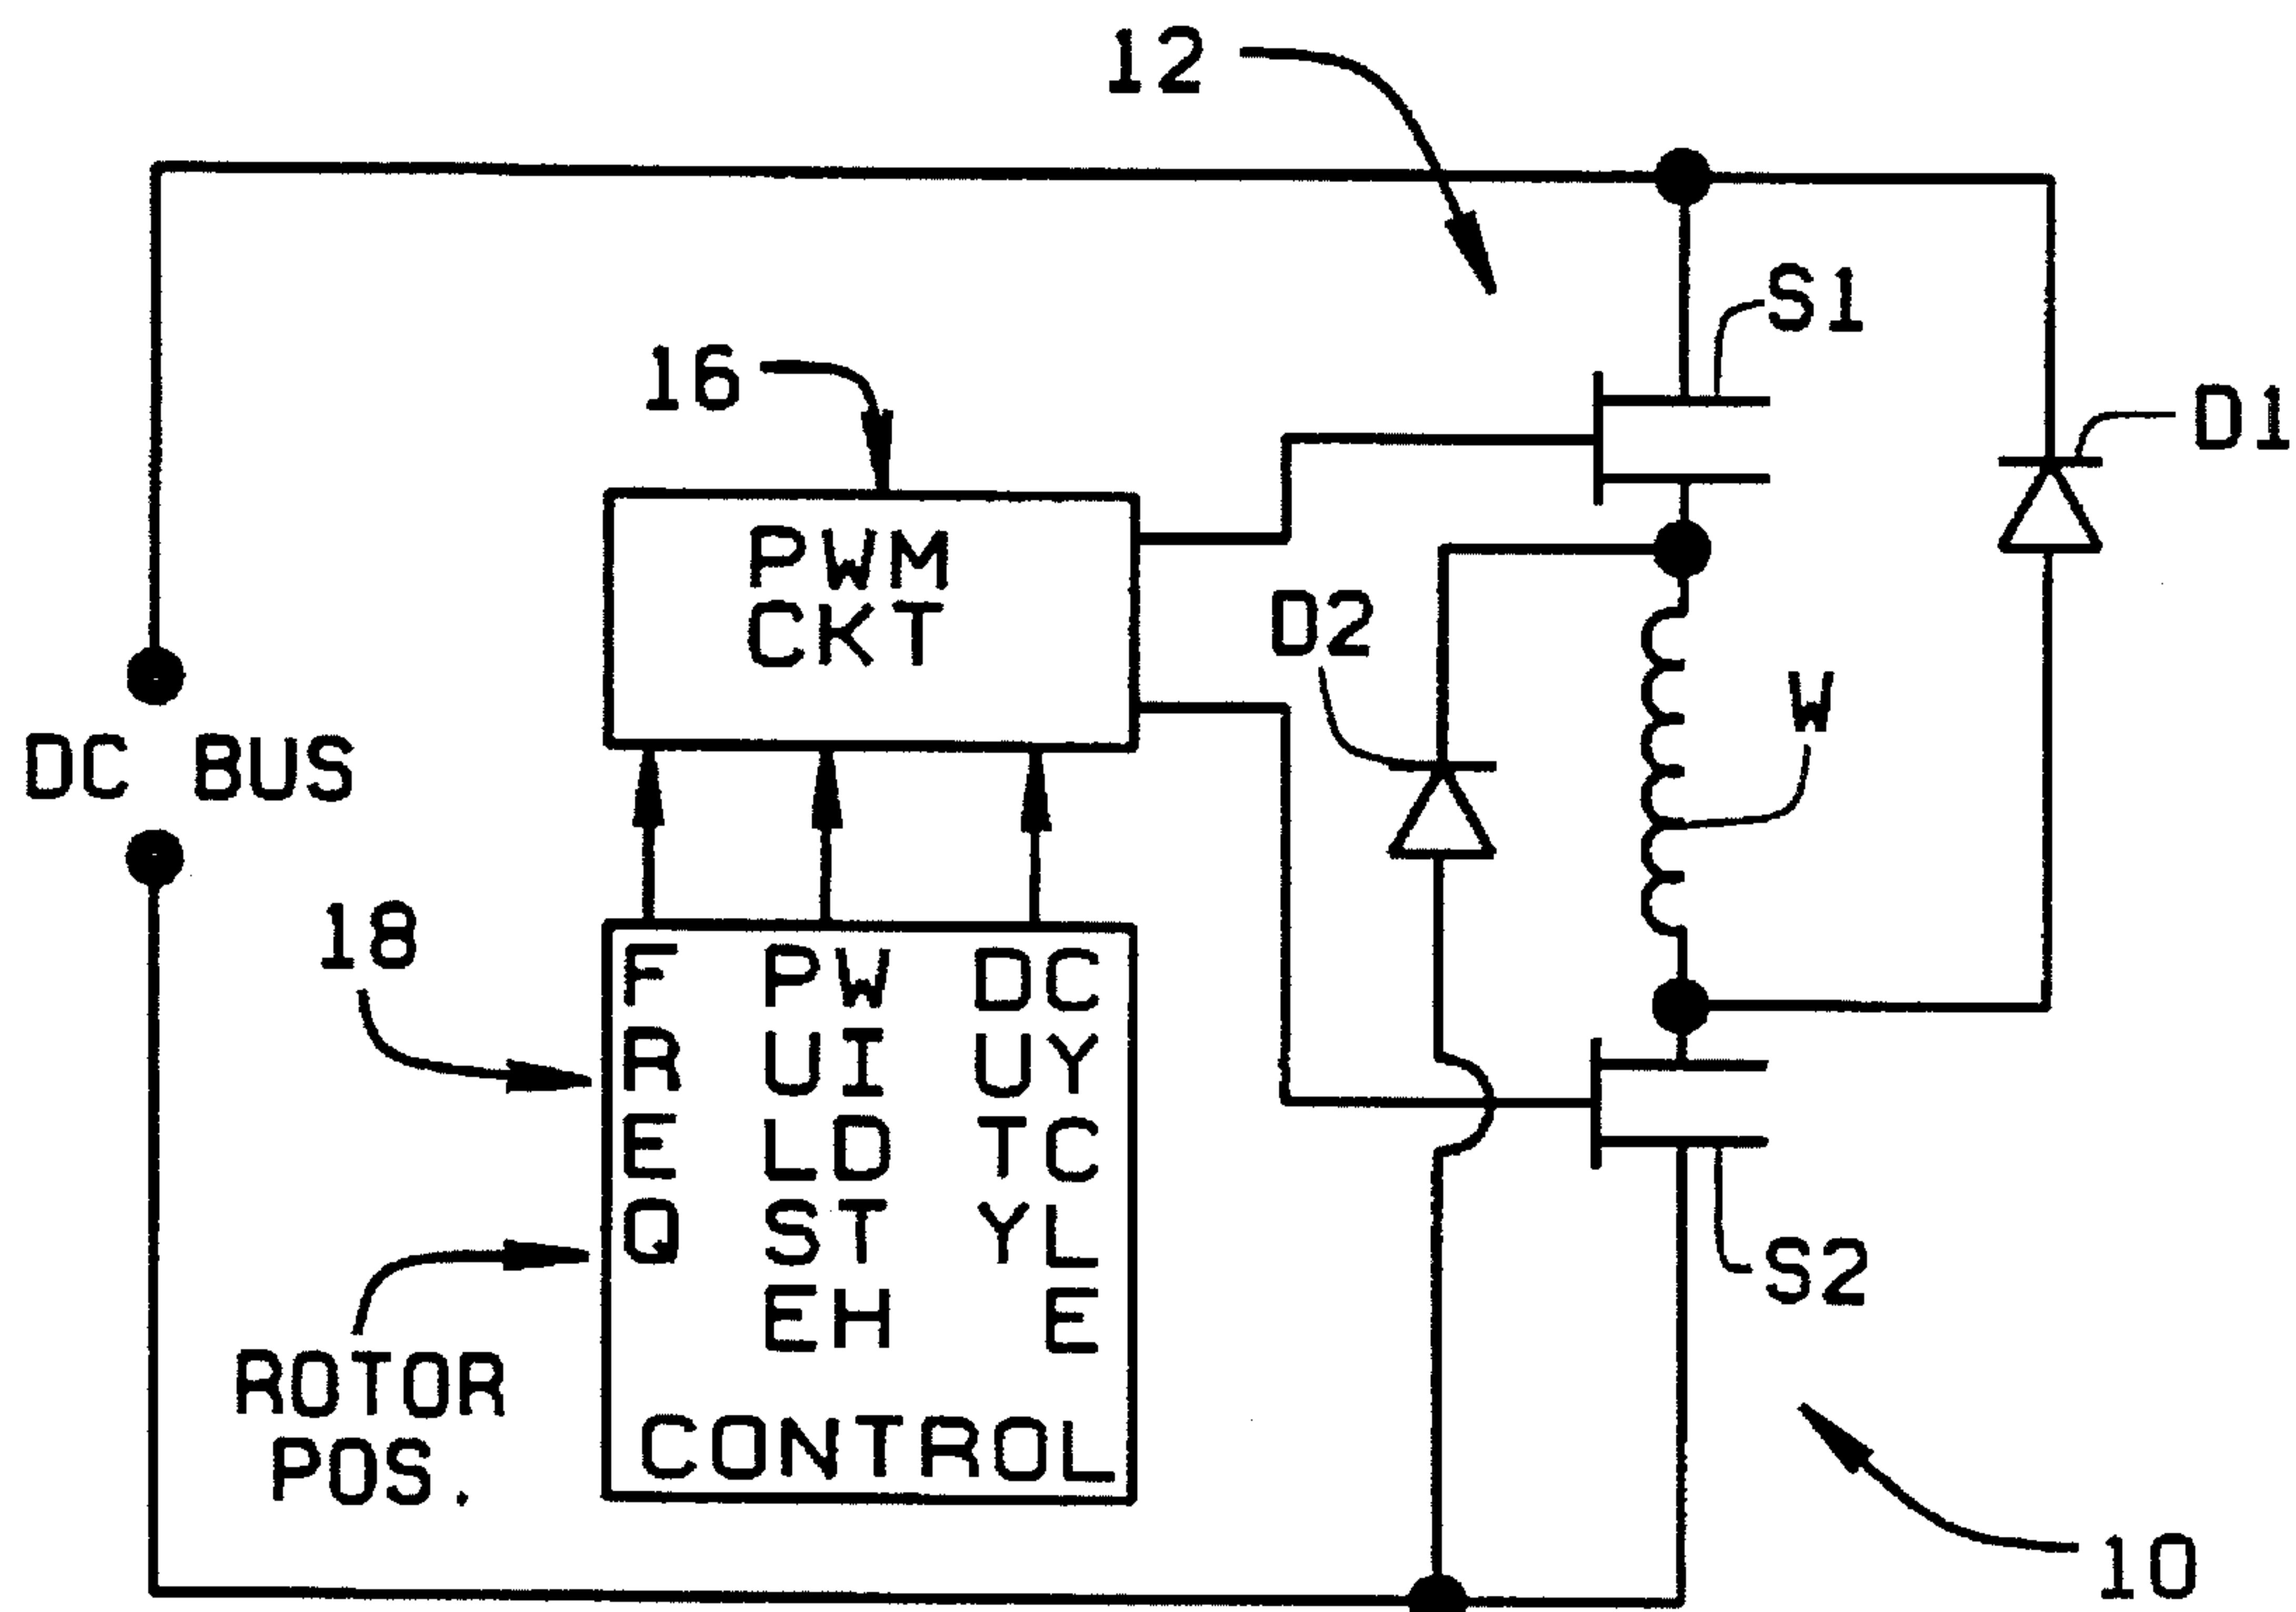 12
S1
16
D1
PWM
CKT
D2
W
DC BUS
18
F PW DC
R UI UY
E LD TC
Q ST YL
EH E
S2
ROTOR
POS.
CONTROL
10